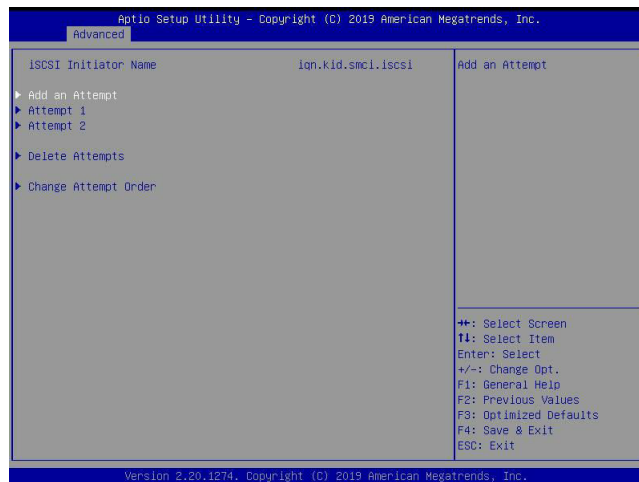 Aptio Setup Utility – Copyright (C) 2019 American Megatrends, Inc.
Advanced
iSCSI Initiator Name iqn.kid.smci.iscsi
Add an Attempt
Attempt 1
Attempt 2
Delete Attempts
Change Attempt Order
Add an Attempt
→←: Select Screen
↑↓: Select Item
Enter: Select
+/-: Change Opt.
F1: General Help
F2: Previous Values
F3: Optimized Defaults
F4: Save & Exit
ESC: Exit
Version 2.20.1274. Copyright (C) 2019 American Megatrends, Inc.